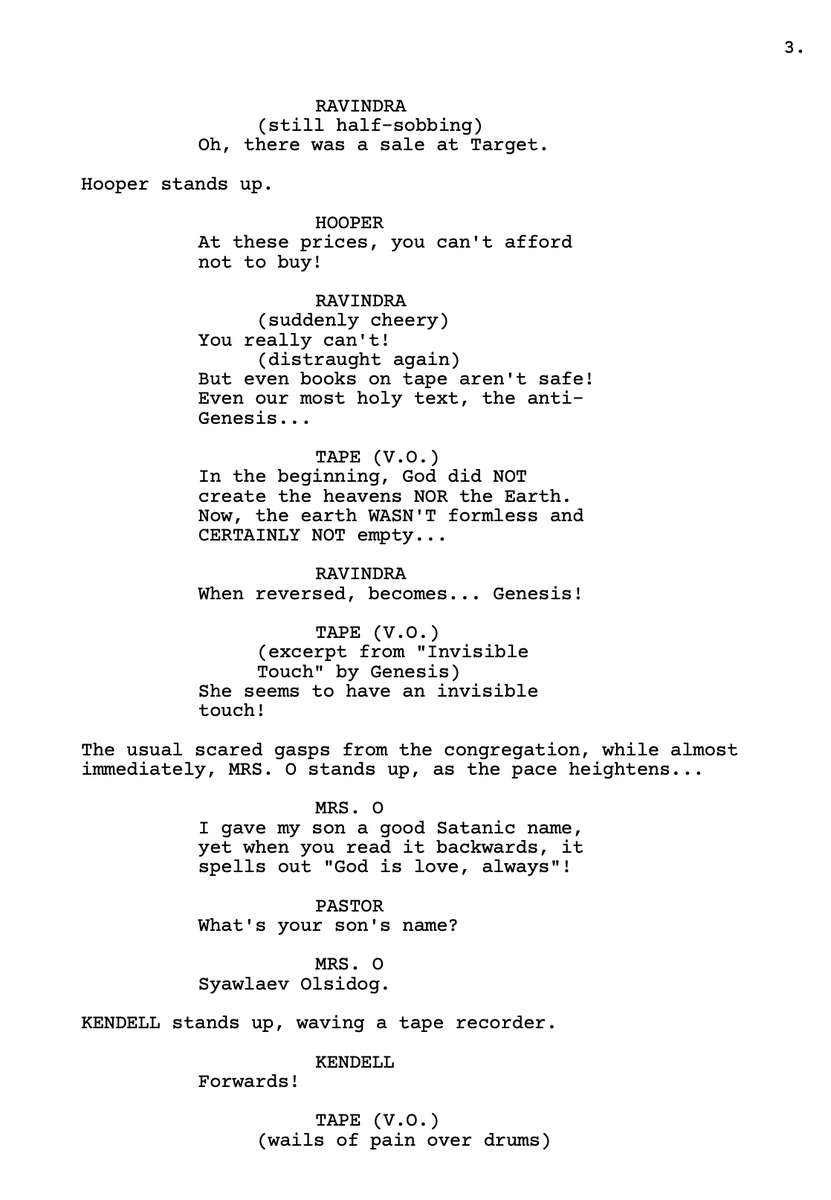 3.
RAVINDRA
(still half-sobbing)
Oh, there was a sale at Target.
Hooper stands up.
HOOPER
At these prices, you can't afford
not to buy!
RAVINDRA
(suddenly cheery)
You really can't!
(distraught again)
But even books on tape aren't safe!
Even our most holy text, the anti-
Genesis...
TAPE (V.O.)
In the beginning, God did NOT
create the heavens NOR the Earth.
Now, the earth WASN'T formless and
CERTAINLY NOT empty...
RAVINDRA
When reversed, becomes... Genesis!
TAPE (V.O.)
(excerpt from "Invisible
Touch" by Genesis)
She seems to have an invisible
touch!
The usual scared gasps from the congregation, while almost
immediately, MRS. O stands up, as the pace heightens...
MRS. O
I gave my son a good Satanic name,
yet when you read it backwards, it
spells out "God is love, always"!
PASTOR
What's your son's name?
MRS. O
Syawlaev Olsidog.
KENDELL stands up, waving a tape recorder.
KENDELL
Forwards!
TAPE (V.O.)
(wails of pain over drums)